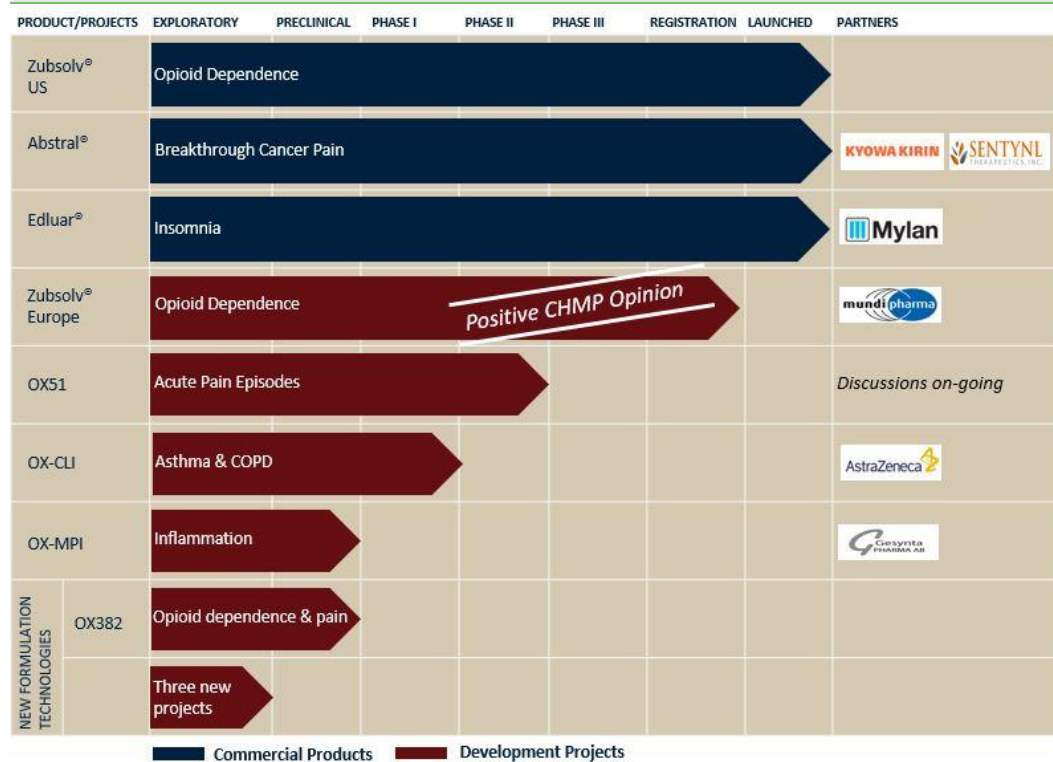 PRODUCT/PROJECTS EXPLORATORY PRECLINICAL PHASE I PHASE II PHASE III REGISTRATION LAUNCHED PARTNERS
Zubsolv®
US
Opioid Dependence
Abstral®
Breakthrough Cancer Pain
KYOWA KIRIN
SENTYNL
THERAPEUTICS, INC.
Edluar®
Insomnia
Mylan
Zubsolv®
Europe
Opioid Dependence
Positive CHMP Opinion
mundipharma
OX51
Acute Pain Episodes
Discussions on-going
OX-CLI
Asthma & COPD
AstraZeneca
OX-MPI
Inflammation
Gesynta
PHARMA AB
NEW FORMULATION
TECHNOLOGIES
OX382
Opioid dependence & pain
Three new
projects
Commercial Products Development Projects